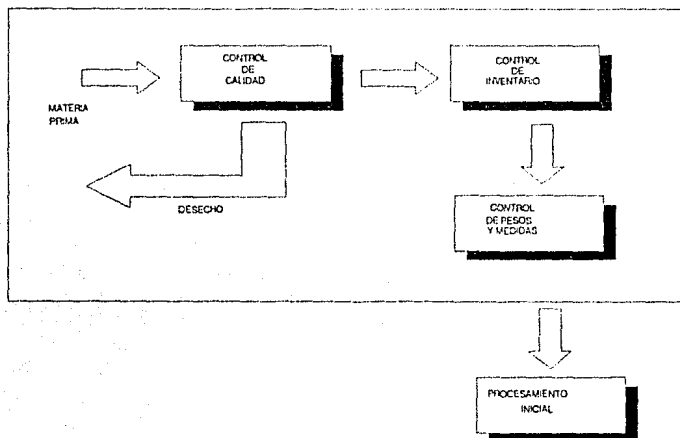 MATERIA
PRIMA
CONTROL
DE
CALIDAD
CONTROL
DE
INVENTARIO
DESECHO
CONTROL
DE PESOS
Y MEDIDAS
PROCESAMIENTO
INICIAL